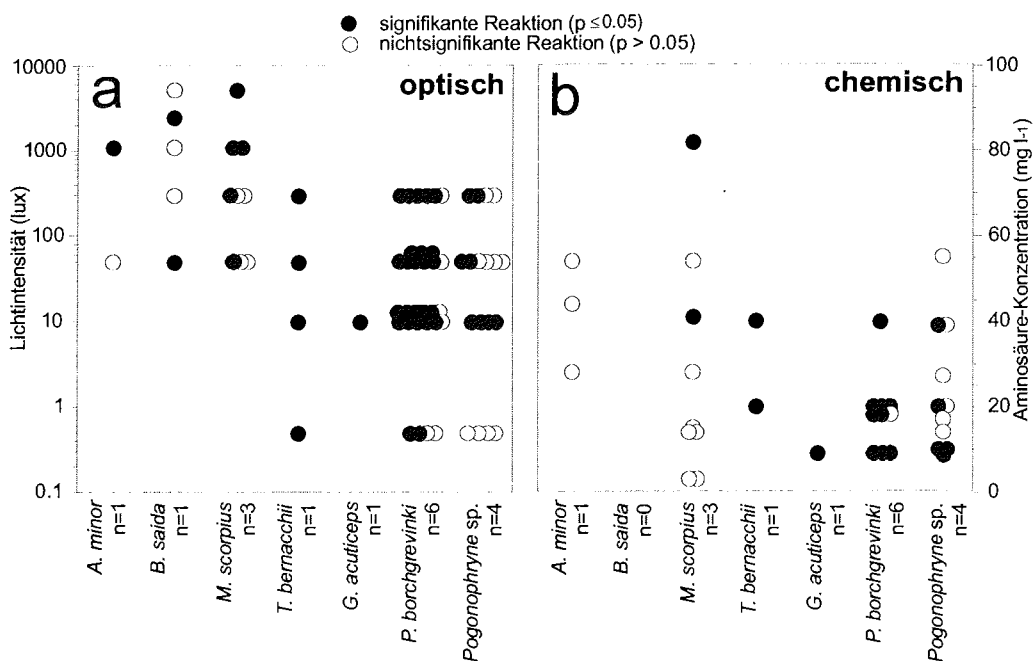 signifikante Reaktion (p ≤ 0.05)
nichtsignifikante Reaktion (p > 0.05)
a
optisch
Lichtintensität (lux)
10000
1000
100
10
1
0.1
A. minor
n=1
B. saida
n=1
M. scorpius
n=3
T. bernacchii
n=1
G. acuticeps
n=1
P. borchgrevinki
n=6
Pogonophryne sp.
n=4
b
chemisch
100
80
60
40
20
0
Aminosäure-Konzentration (mg l-1)
A. minor
n=1
B. saida
n=0
M. scorpius
n=3
T. bernacchii
n=1
G. acuticeps
n=1
P. borchgrevinki
n=6
Pogonophryne sp.
n=4